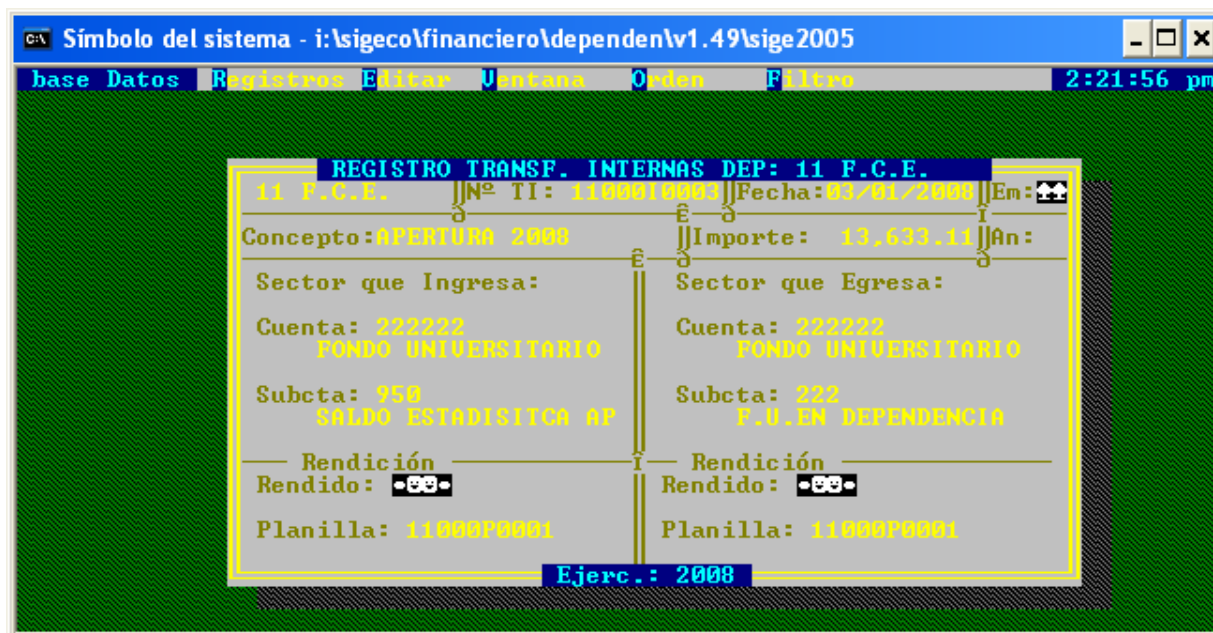 Símbolo del sistema - i:\sigeco\financiero\dependen\v1.49\sige2005
base Datos Registros Editar Ventana Orden Filtro 2:21:56 pm
REGISTRO TRANSF. INTERNAS DEP: 11 F.C.E.
11 F.C.E. Nº TI: 11000I0003 Fecha:03/01/2008 Em:
Concepto:APERTURA 2008 Importe: 13,633.11 An:
Sector que Ingresa: Sector que Egresa:
Cuenta: 222222 Cuenta: 222222
FONDO UNIVERSITARIO FONDO UNIVERSITARIO
Subcta: 950 Subcta: 222
SALDO ESTADISITCA AP F.U.EN DEPENDENCIA
Rendición Rendición
Rendido: Rendido:
Planilla: 11000P0001 Planilla: 11000P0001
Ejerc.: 2008